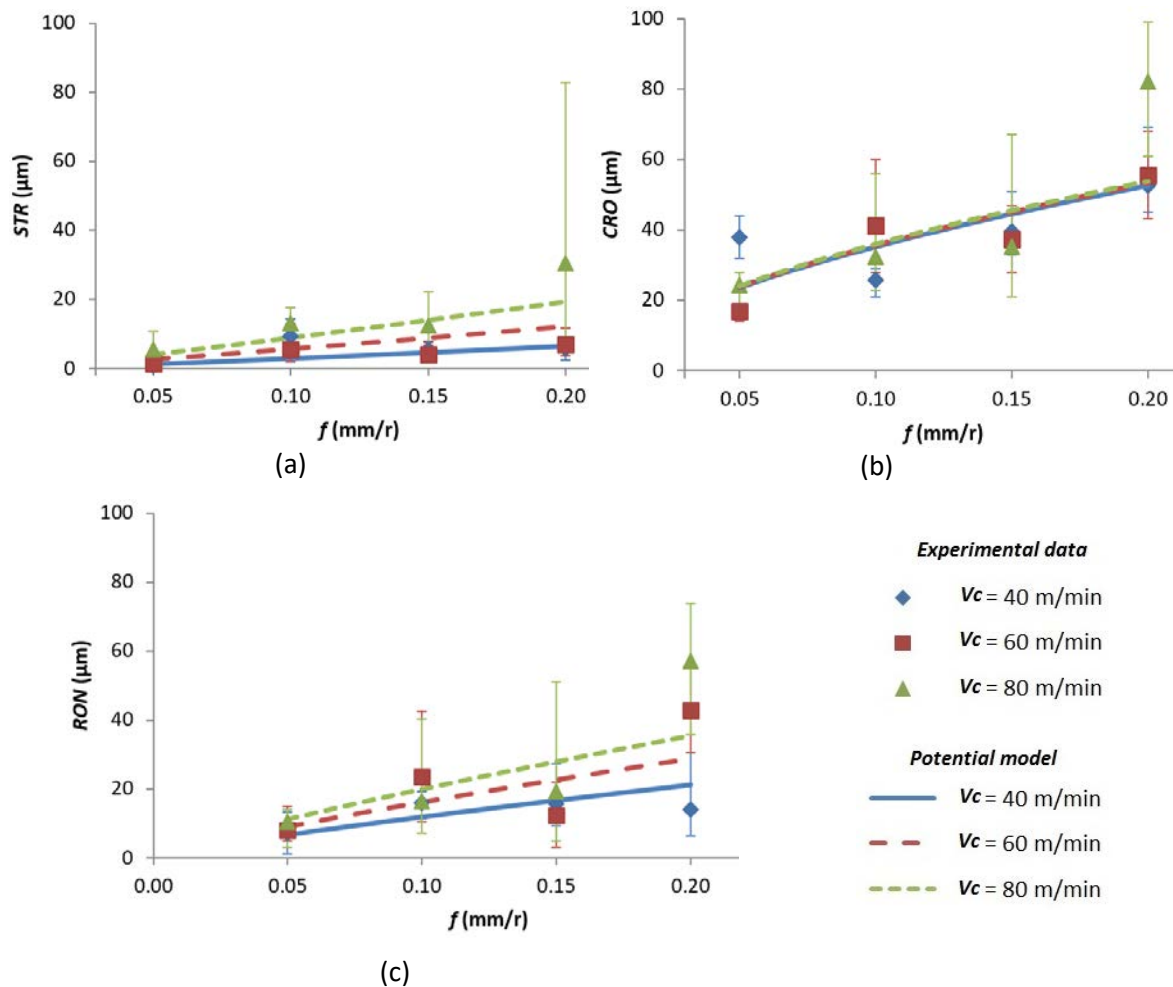 100
80
60
40
20
0
STR (µm)
0.05 0.10 0.15 0.20
f (mm/r)
(a)
100
80
60
40
20
0
CRO (µm)
0.05 0.10 0.15 0.20
f (mm/r)
(b)
100
80
60
40
20
0
RON (µm)
0.00 0.05 0.10 0.15 0.20
f (mm/r)
(c)
Experimental data
Vc = 40 m/min
Vc = 60 m/min
Vc = 80 m/min
Potential model
Vc = 40 m/min
Vc = 60 m/min
Vc = 80 m/min